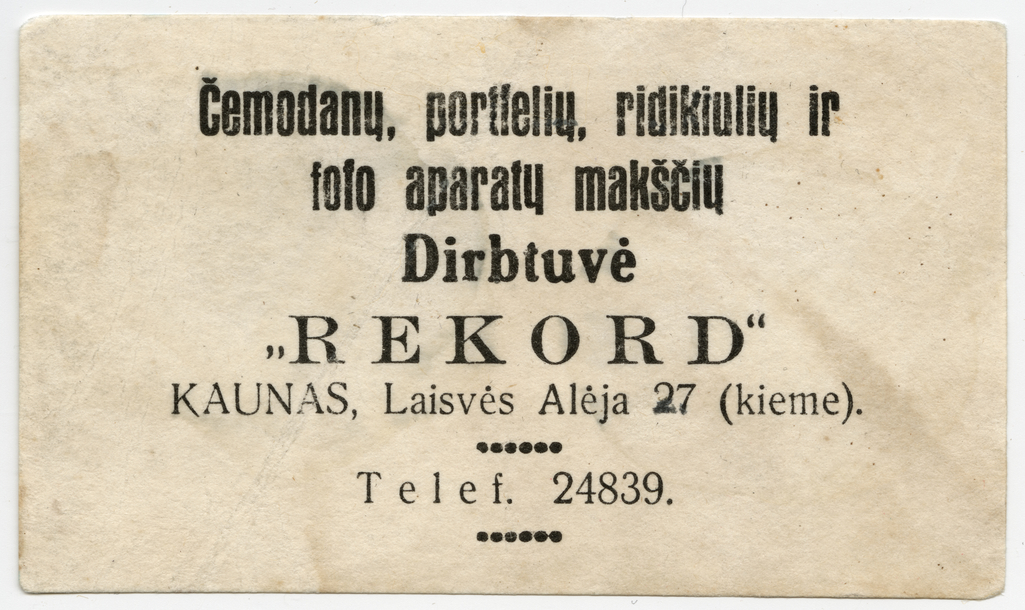 Čemodanų, portfelių, ridikiulių ir
foto aparatų makščių
Dirbtuvė
„REKORD“
KAUNAS, Laisvės Alėja 27 (kieme).
Telef. 24839.